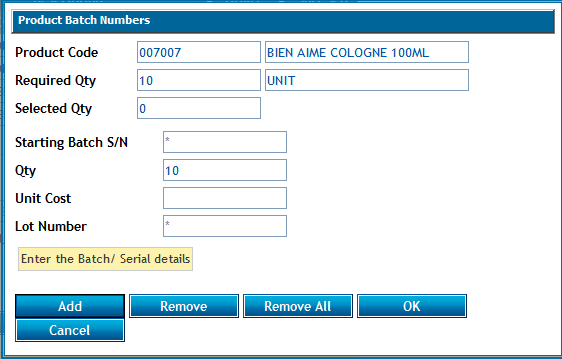 Product Batch Numbers
Product Code 007007 BIEN AIME COLOGNE 100ML
Required Qty 10 UNIT
Selected Qty 0
Starting Batch S/N *
Qty 10
Unit Cost
Lot Number *
Enter the Batch/ Serial details
Add Remove Remove All OK
Cancel